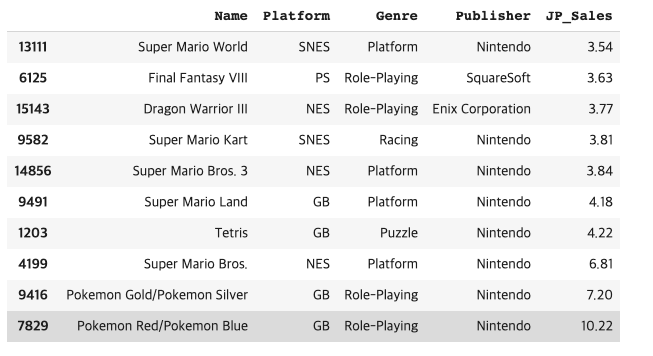 Name Platform Genre Publisher JP_Sales
13111 Super Mario World SNES Platform Nintendo 3.54
6125 Final Fantasy VIII PS Role-Playing SquareSoft 3.63
15143 Dragon Warrior III NES Role-Playing Enix Corporation 3.77
9582 Super Mario Kart SNES Racing Nintendo 3.81
14856 Super Mario Bros. 3 NES Platform Nintendo 3.84
9491 Super Mario Land GB Platform Nintendo 4.18
1203 Tetris GB Puzzle Nintendo 4.22
4199 Super Mario Bros. NES Platform Nintendo 6.81
9416 Pokemon Gold/Pokemon Silver GB Role-Playing Nintendo 7.20
7829 Pokemon Red/Pokemon Blue GB Role-Playing Nintendo 10.22